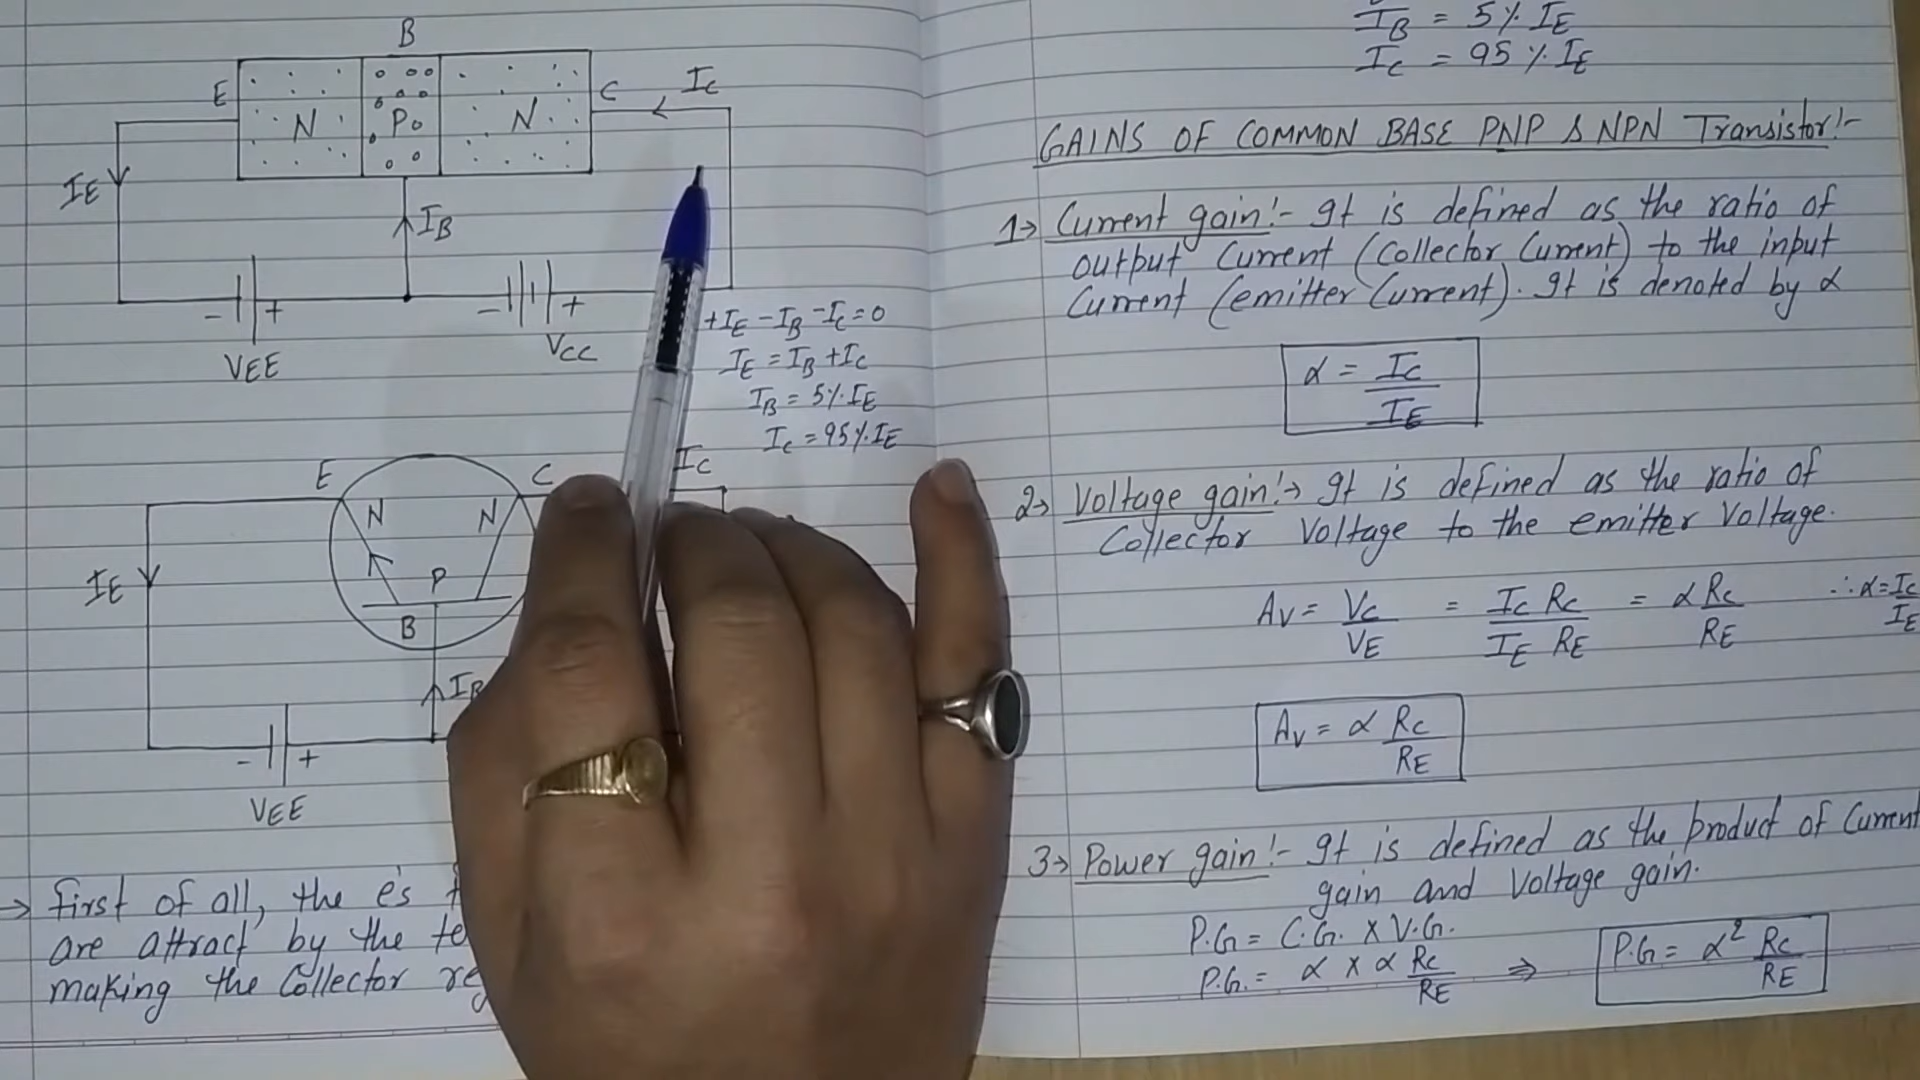 B
E
N
P
N
C
IC
IE
IB
- +
- +
VEE
VCC
+IE - IB - IC = 0
IE = IB + IC
IB = 5% IE
IC = 95% IE
E
C
IC
N
N
P
B
IE
- +
VEE
→ first of all, the e's
are attract by the
making the Collector
IB = 5% IE
IC = 95% IE
GAINS OF COMMON BASE PNP & NPN Transistor:-
1→ Current gain:- It is defined as the ratio of
output Current (Collector Current) to the input
Current (emitter Current). It is denoted by α
α = IC / IE
2→ Voltage gain:→ It is defined as the ratio of
Collector Voltage to the emitter Voltage.
AV = VC / VE = IC RC / IE RE = α RC / RE ∴ α = IC / IE
AV = α RC / RE
3→ Power gain:- It is defined as the product of Current
gain and Voltage gain.
P.G = C.G. X V.G.
P.G. = α X α RC / RE ⇒ P.G = α² RC / RE